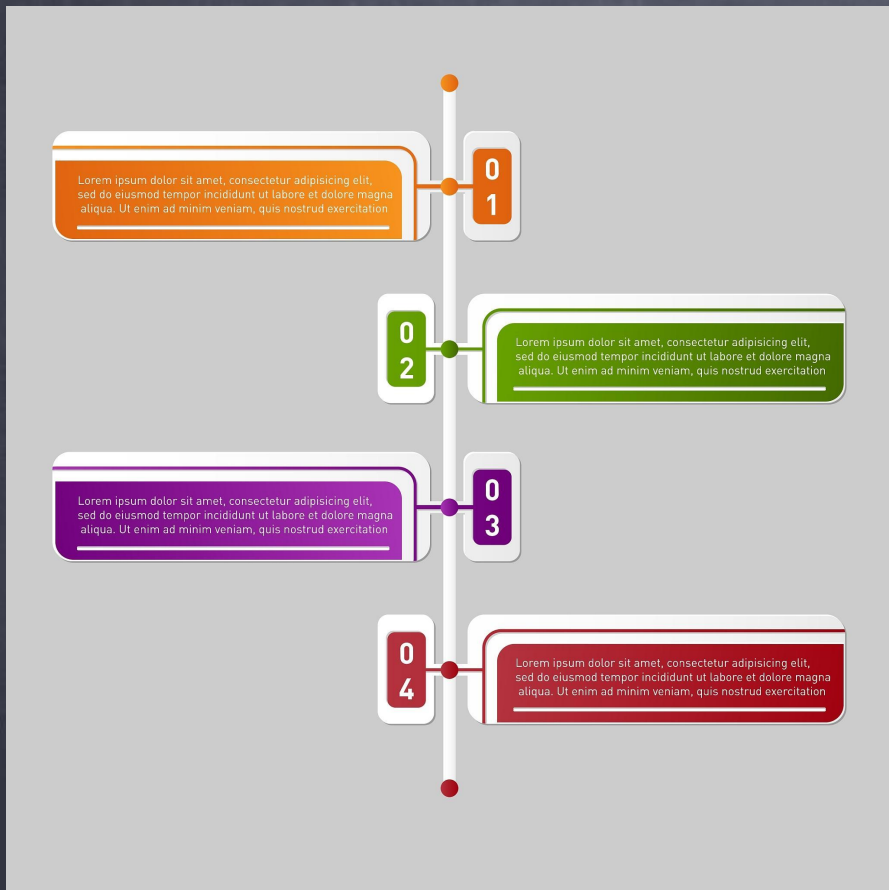 Lorem ipsum dolor sit amet, consectetur adipisicing elit,
sed do eiusmod tempor incididunt ut labore et dolore magna
aliqua. Ut enim ad minim veniam, quis nostrud exercitation
0
1
0
2
Lorem ipsum dolor sit amet, consectetur adipisicing elit,
sed do eiusmod tempor incididunt ut labore et dolore magna
aliqua. Ut enim ad minim veniam, quis nostrud exercitation
Lorem ipsum dolor sit amet, consectetur adipisicing elit,
sed do eiusmod tempor incididunt ut labore et dolore magna
aliqua. Ut enim ad minim veniam, quis nostrud exercitation
0
3
0
4
Lorem ipsum dolor sit amet, consectetur adipisicing elit,
sed do eiusmod tempor incididunt ut labore et dolore magna
aliqua. Ut enim ad minim veniam, quis nostrud exercitation